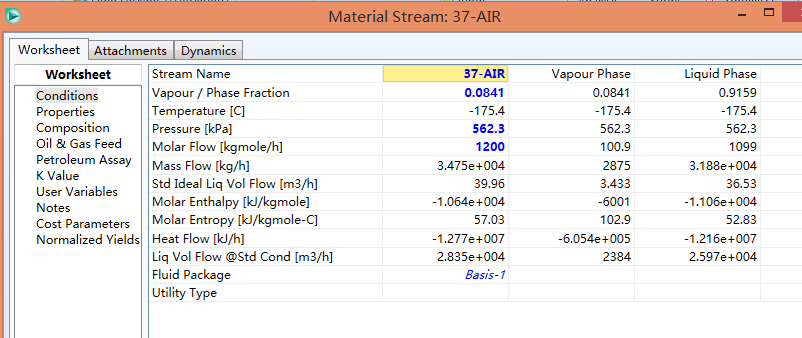 Material Stream: 37-AIR
Worksheet Attachments Dynamics
Worksheet
Conditions
Properties
Composition
Oil & Gas Feed
Petroleum Assay
K Value
User Variables
Notes
Cost Parameters
Normalized Yields
Stream Name 37-AIR Vapour Phase Liquid Phase
Vapour / Phase Fraction 0.0841 0.0841 0.9159
Temperature [C] -175.4 -175.4 -175.4
Pressure [kPa] 562.3 562.3 562.3
Molar Flow [kgmole/h] 1200 100.9 1099
Mass Flow [kg/h] 3.475e+004 2875 3.188e+004
Std Ideal Liq Vol Flow [m3/h] 39.96 3.433 36.53
Molar Enthalpy [kJ/kgmole] -1.064e+004 -6001 -1.106e+004
Molar Entropy [kJ/kgmole-C] 57.03 102.9 52.83
Heat Flow [kJ/h] -1.277e+007 -6.054e+005 -1.216e+007
Liq Vol Flow @Std Cond [m3/h] 2.835e+004 2384 2.597e+004
Fluid Package Basis-1
Utility Type